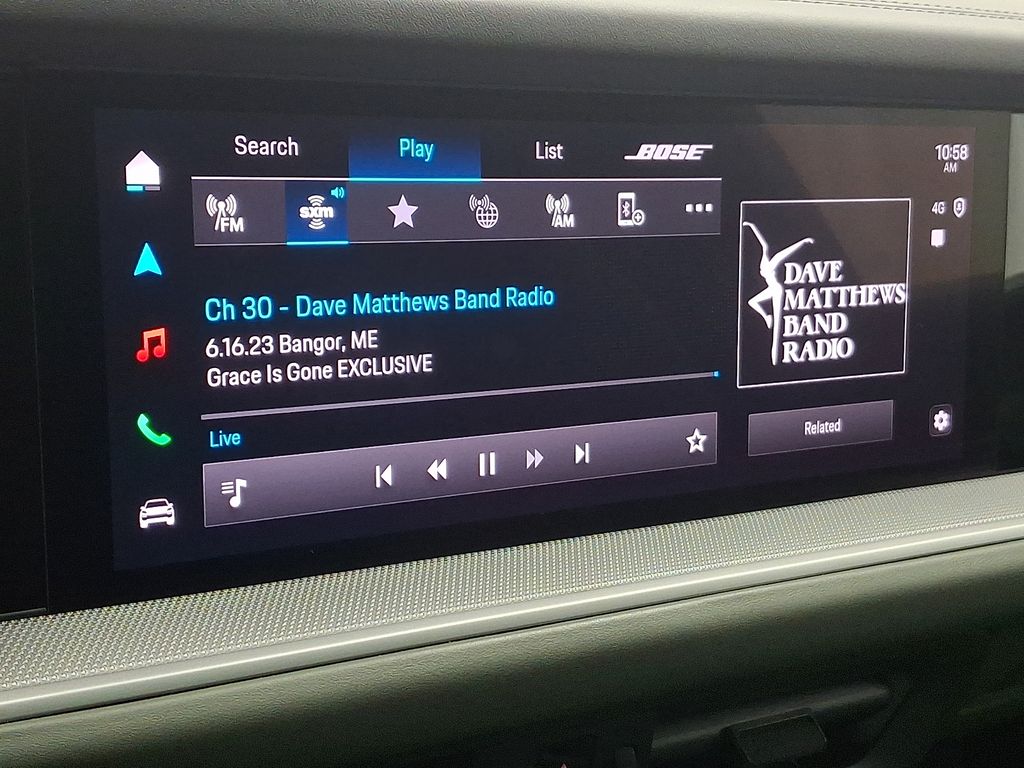 Search
Play
List
BOSE
10:58
AM
FM
sxm
AM
4G
Ch 30 - Dave Matthews Band Radio
6.16.23 Bangor, ME
Grace Is Gone EXCLUSIVE
DAVE
MATTHEWS
BAND
RADIO
Live
Related